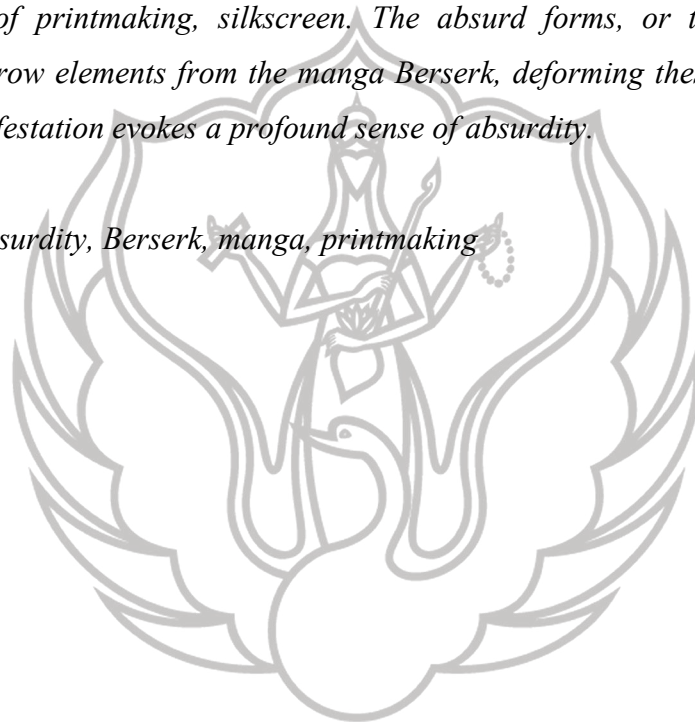 of printmaking, silkscreen. The absurd forms, or t
row elements from the manga Berserk, deforming thes
festation evokes a profound sense of absurdity.
surdity, Berserk, manga, printmaking